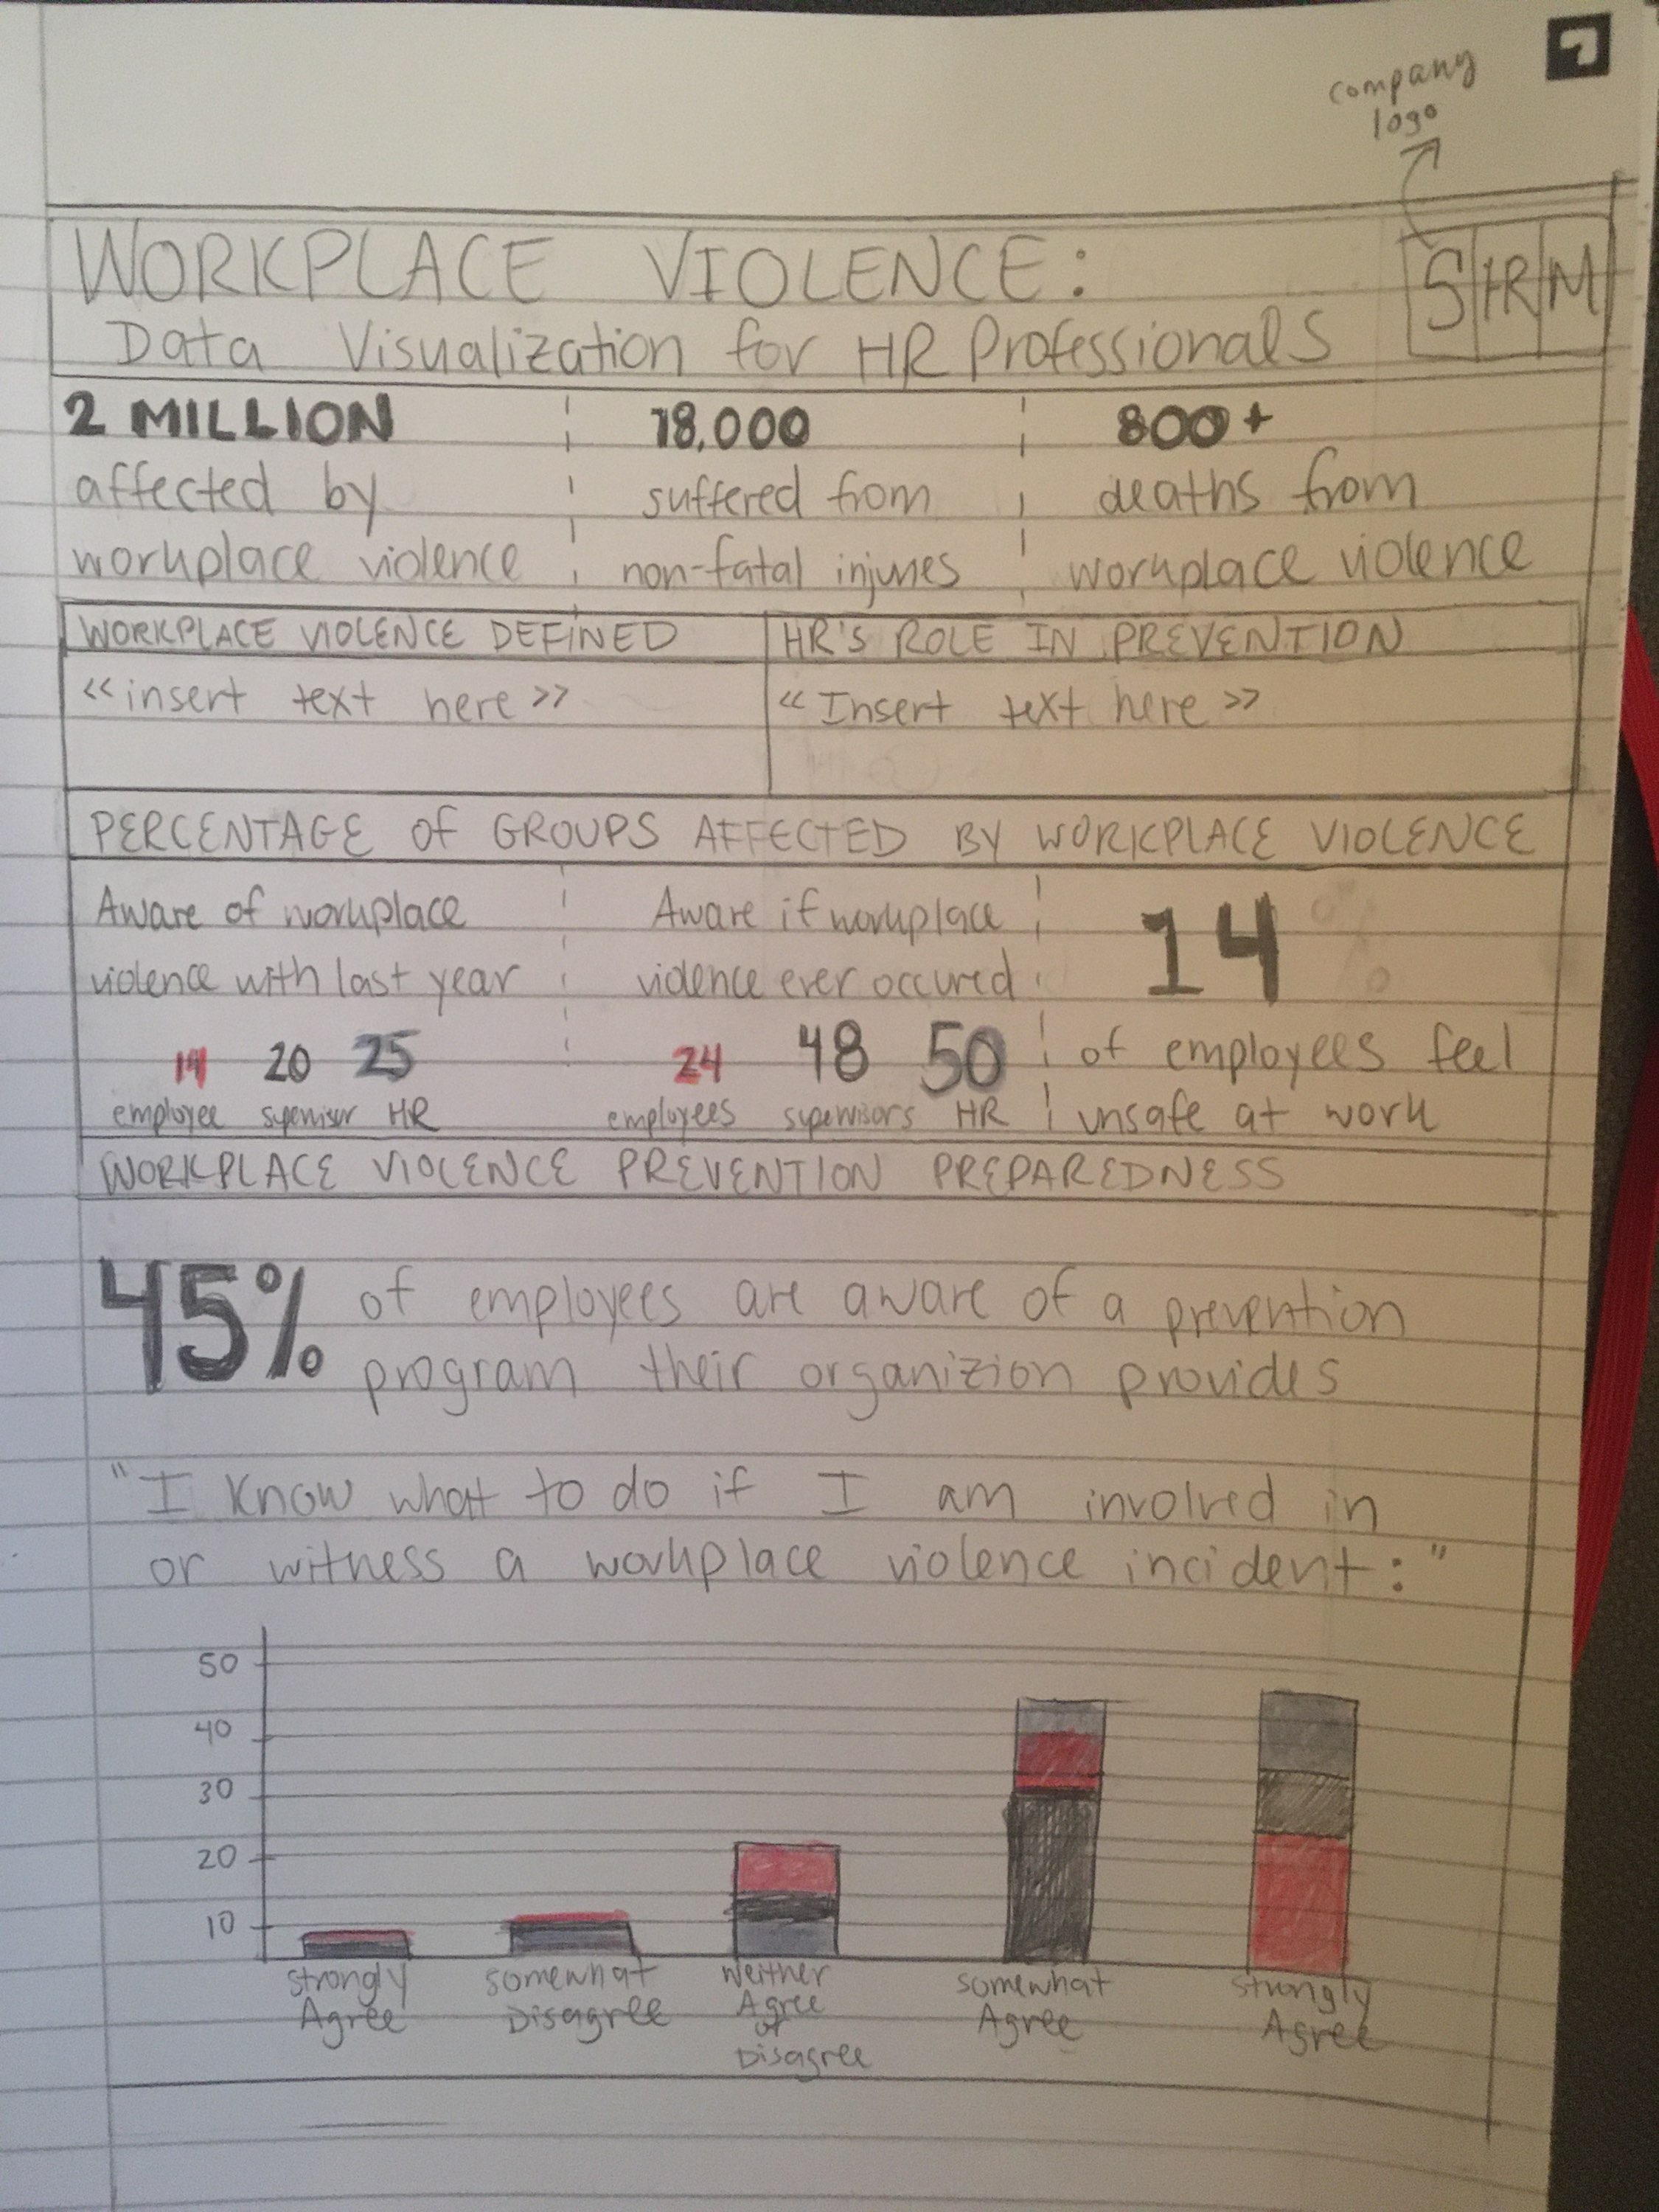 company
logo
WORKPLACE VIOLENCE:
SHRM
Data Visualization for HR Professionals
2 MILLION 18,000 800+
affected by suffered from deaths from
workplace violence non-fatal injuries workplace violence
WORKPLACE VIOLENCE DEFINED HR'S ROLE IN PREVENTION
<<insert text here>> <<Insert text here>>
PERCENTAGE of GROUPS AFFECTED BY WORKPLACE VIOLENCE
Aware of workplace Aware if workplace 14
violence with last year violence ever occured
14 20 25 24 48 50 of employees feel
employee supervisor HR employees supervisors HR unsafe at work
WORKPLACE VIOLENCE PREVENTION PREPAREDNESS
45% of employees are aware of a prevention
program their organizion provides
"I know what to do if I am involved in
or witness a workplace violence incident:"
50
40
30
20
10
strongly somewhat Neither somewhat strongly
Agree Disagree Agree Agree Agree
or
Disagree